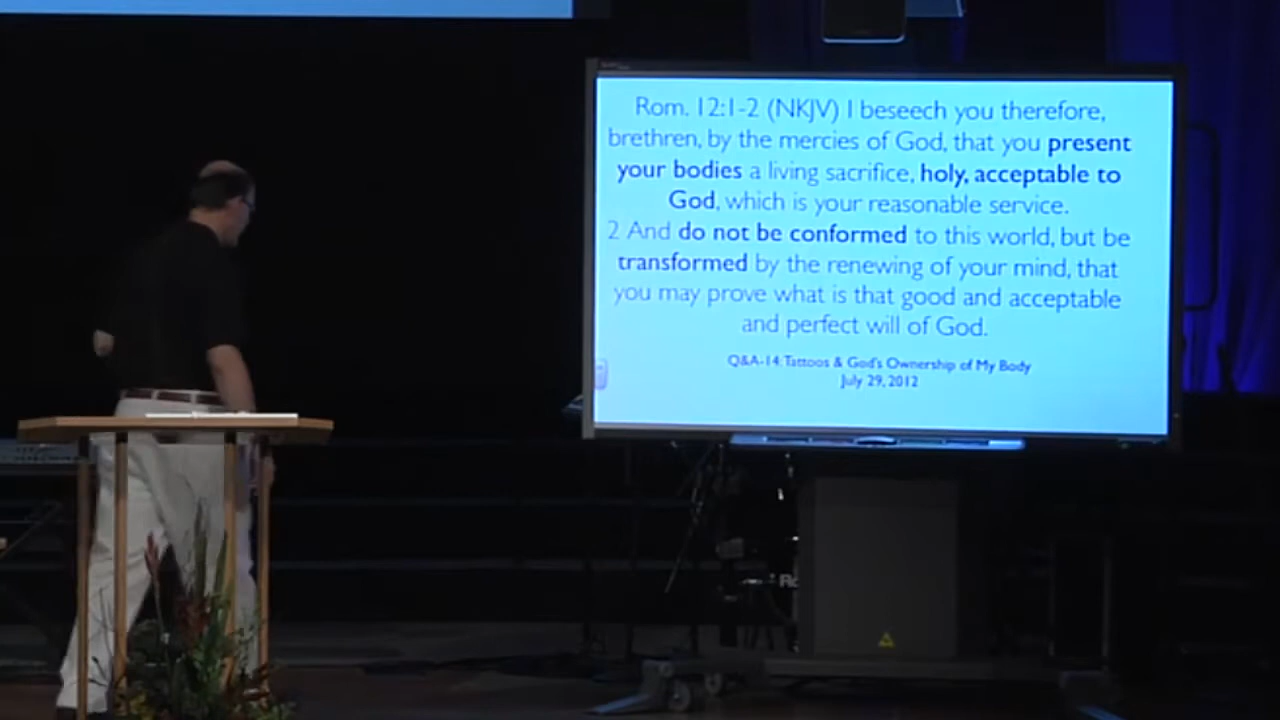 Rom. 12:1-2 (NKJV) I beseech you therefore,
brethren, by the mercies of God, that you present
your bodies a living sacrifice, holy, acceptable to
God, which is your reasonable service.
2 And do not be conformed to this world, but be
transformed by the renewing of your mind, that
you may prove what is that good and acceptable
and perfect will of God.
Q&A-14: Tattoos & God's Ownership of My Body
July 29, 2012